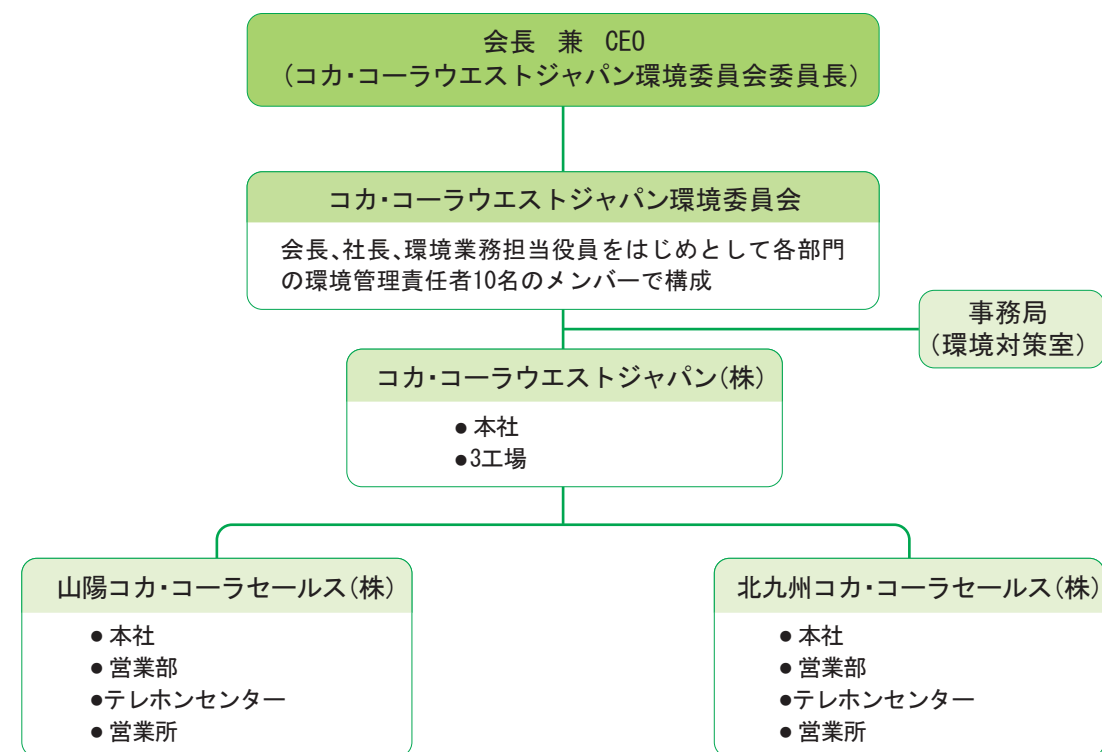 会長　兼　CEO
(コカ・コーラウエストジャパン環境委員会委員長)
コカ・コーラウエストジャパン環境委員会
会長、社長、環境業務担当役員をはじめとして各部門
の環境管理責任者10名のメンバーで構成
事務局
(環境対策室)
コカ・コーラウエストジャパン(株)
● 本社
●3工場
山陽コカ・コーラセールス(株)
● 本社
● 営業部
●テレホンセンター
● 営業所
北九州コカ・コーラセールス(株)
● 本社
● 営業部
●テレホンセンター
● 営業所